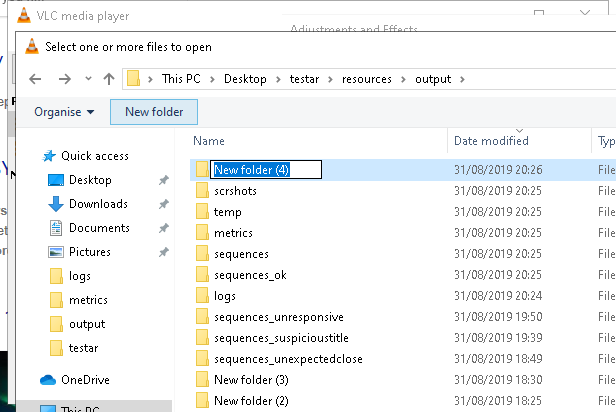 VLC media player
Adjustments and Effects
Select one or more files to open
This PC > Desktop > testar > resources > output >
Organise New folder
Name Date modified Typ
Quick access
Desktop
Downloads
Documents
Pictures
logs
metrics
output
testar
OneDrive
This PC
New folder (4) 31/08/2019 20:26 File
scrshots 31/08/2019 20:25 File
temp 31/08/2019 20:25 File
metrics 31/08/2019 20:25 File
sequences 31/08/2019 20:25 File
sequences_ok 31/08/2019 20:25 File
logs 31/08/2019 20:24 File
sequences_unresponsive 31/08/2019 19:50 File
sequences_suspicioustitle 31/08/2019 19:39 File
sequences_unexpectedclose 31/08/2019 18:49 File
New folder (3) 31/08/2019 18:30 File
New folder (2) 31/08/2019 18:25 File